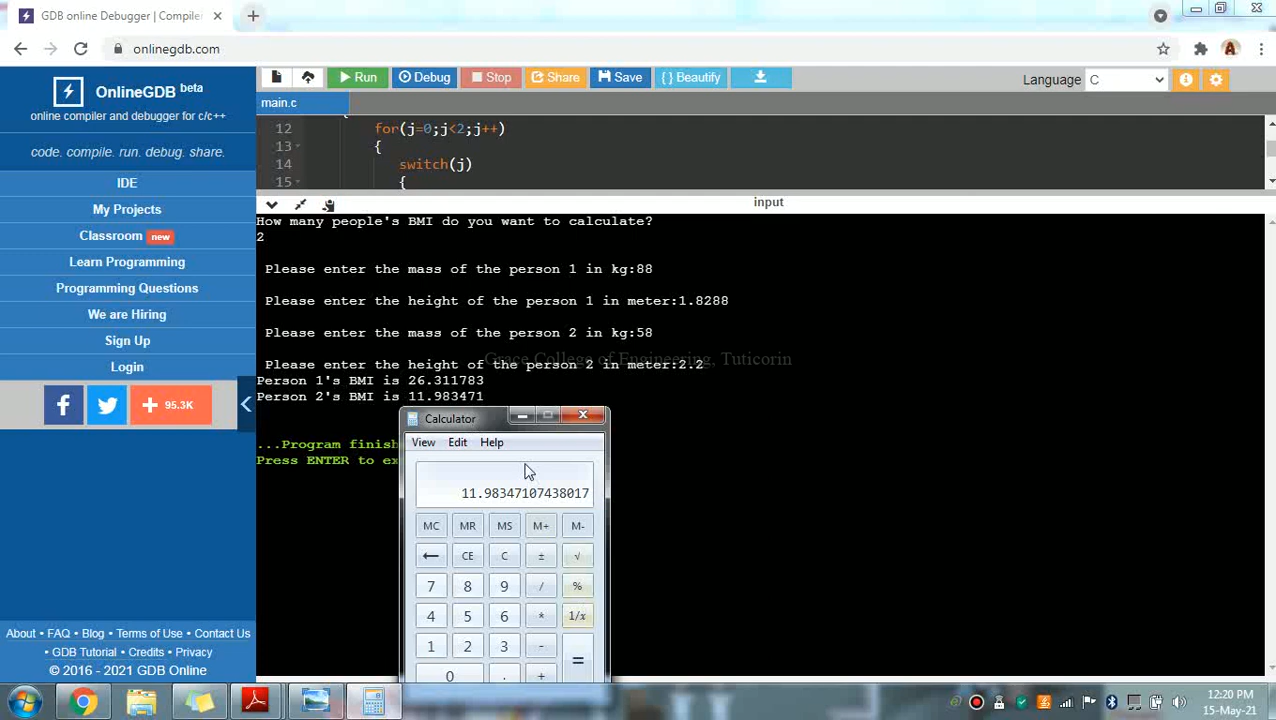 GDB online Debugger | Compiler
onlinegdb.com
OnlineGDB beta
online compiler and debugger for c/c++
code. compile. run. debug. share.
IDE
My Projects
Classroom new
Learn Programming
Programming Questions
We are Hiring
Sign Up
Login
f + 95.3K
About • FAQ • Blog • Terms of Use • Contact Us
• GDB Tutorial • Credits • Privacy
© 2016 - 2021 GDB Online
Run Debug Stop Share Save { } Beautify Language C
main.c
12 for(j=0;j<2;j++)
13 {
14 switch(j)
15 {
input
How many people's BMI do you want to calculate?
2
Please enter the mass of the person 1 in kg:88
Please enter the height of the person 1 in meter:1.8288
Please enter the mass of the person 2 in kg:58
Grace College of Engineering, Tuticorin
Please enter the height of the person 2 in meter:2.2
Person 1's BMI is 26.311783
Person 2's BMI is 11.983471
...Program finish
Press ENTER to ex
Calculator
View Edit Help
11.98347107438017
MC MR MS M+ M-
← CE C ± √
7 8 9 / %
4 5 6 * 1/x
1 2 3 - =
0 . +
12:20 PM
15-May-21